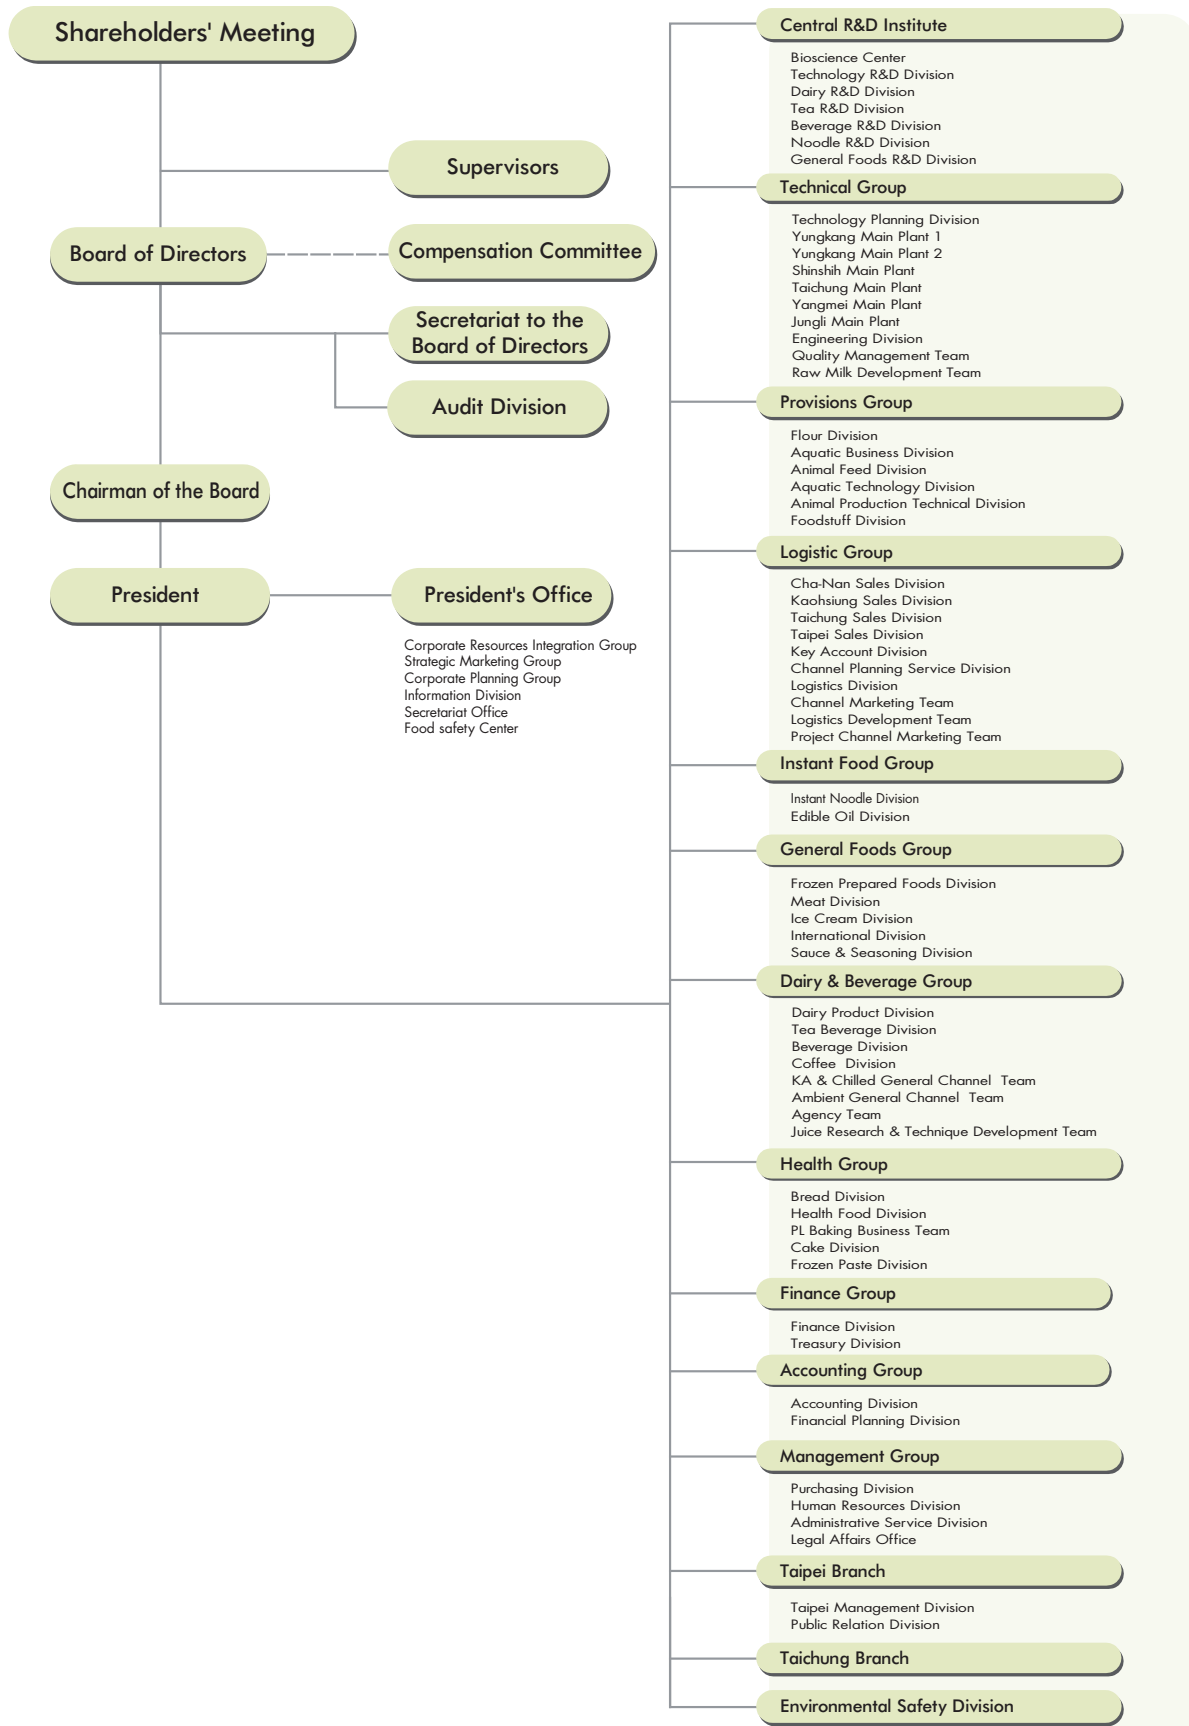 Shareholders' Meeting
Supervisors
Board of Directors
Compensation Committee
Secretariat to the
Board of Directors
Audit Division
Chairman of the Board
President
President's Office
Corporate Resources Integration Group
Strategic Marketing Group
Corporate Planning Group
Information Division
Secretariat Office
Food safety Center
Central R&D Institute
Bioscience Center
Technology R&D Division
Dairy R&D Division
Tea R&D Division
Beverage R&D Division
Noodle R&D Division
General Foods R&D Division
Technical Group
Technology Planning Division
Yungkang Main Plant 1
Yungkang Main Plant 2
Shinshih Main Plant
Taichung Main Plant
Yangmei Main Plant
Jungli Main Plant
Engineering Division
Quality Management Team
Raw Milk Development Team
Provisions Group
Flour Division
Aquatic Business Division
Animal Feed Division
Aquatic Technology Division
Animal Production Technical Division
Foodstuff Division
Logistic Group
Cha-Nan Sales Division
Kaohsiung Sales Division
Taichung Sales Division
Taipei Sales Division
Key Account Division
Channel Planning Service Division
Logistics Division
Channel Marketing Team
Logistics Development Team
Project Channel Marketing Team
Instant Food Group
Instant Noodle Division
Edible Oil Division
General Foods Group
Frozen Prepared Foods Division
Meat Division
Ice Cream Division
International Division
Sauce & Seasoning Division
Dairy & Beverage Group
Dairy Product Division
Tea Beverage Division
Beverage Division
Coffee Division
KA & Chilled General Channel Team
Ambient General Channel Team
Agency Team
Juice Research & Technique Development Team
Health Group
Bread Division
Health Food Division
PL Baking Business Team
Cake Division
Frozen Paste Division
Finance Group
Finance Division
Treasury Division
Accounting Group
Accounting Division
Financial Planning Division
Management Group
Purchasing Division
Human Resources Division
Administrative Service Division
Legal Affairs Office
Taipei Branch
Taipei Management Division
Public Relation Division
Taichung Branch
Environmental Safety Division